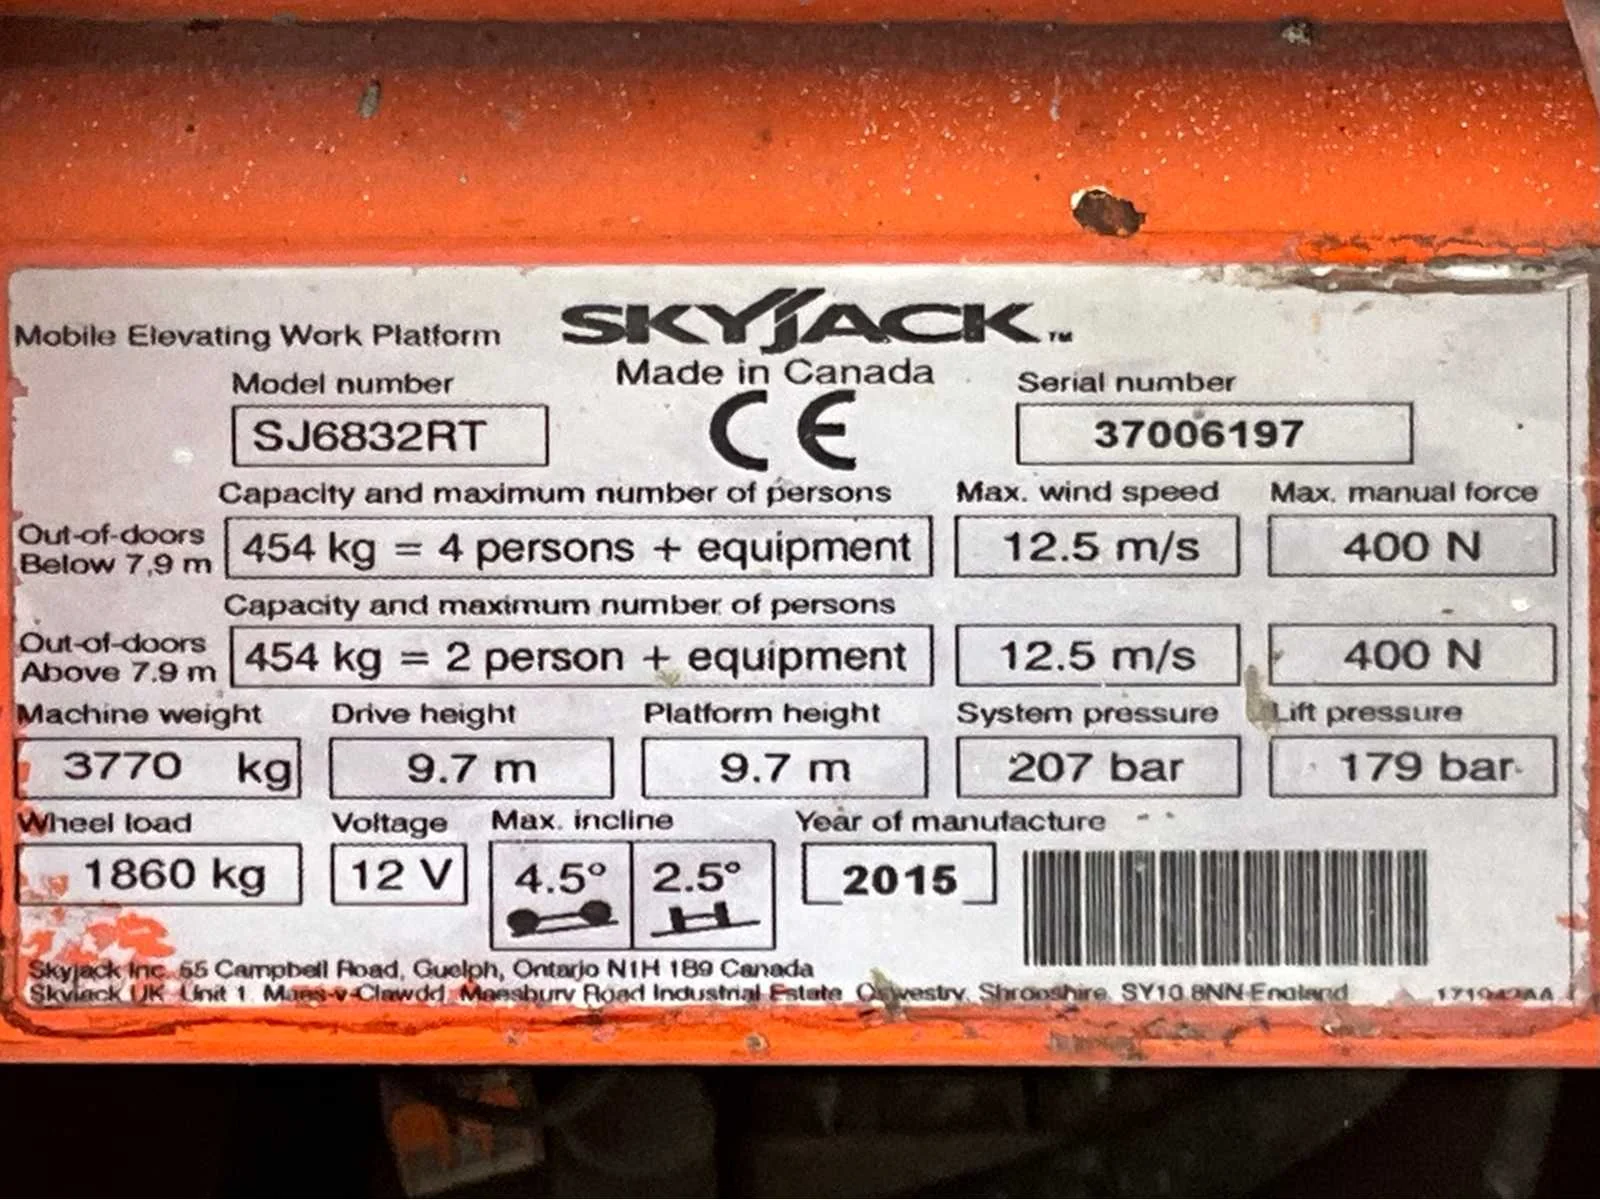 SKYJACK™
Mobile Elevating Work Platform
Made in Canada
Model number
Serial number
SJ6832RT
CE
37006197
Capacity and maximum number of persons
Max. wind speed
Max. manual force
Out-of-doors
Below 7,9 m
454 kg = 4 persons + equipment
12.5 m/s
400 N
Capacity and maximum number of persons
Out-of-doors
Above 7.9 m
454 kg = 2 person + equipment
12.5 m/s
400 N
Machine weight
Drive height
Platform height
System pressure
Lift pressure
3770 kg
9.7 m
9.7 m
207 bar
179 bar
Wheel load
Voltage
Max. incline
Year of manufacture
1860 kg
12 V
4.5°
2.5°
2015
Skyjack Inc. 55 Campbell Road, Guelph, Ontario N1H 1B9 Canada
Skyjack UK Unit 1 Maes-y-Clawdd, Maesbury Road Industrial Estate Oswestry, Shropshire SY10 8NN England